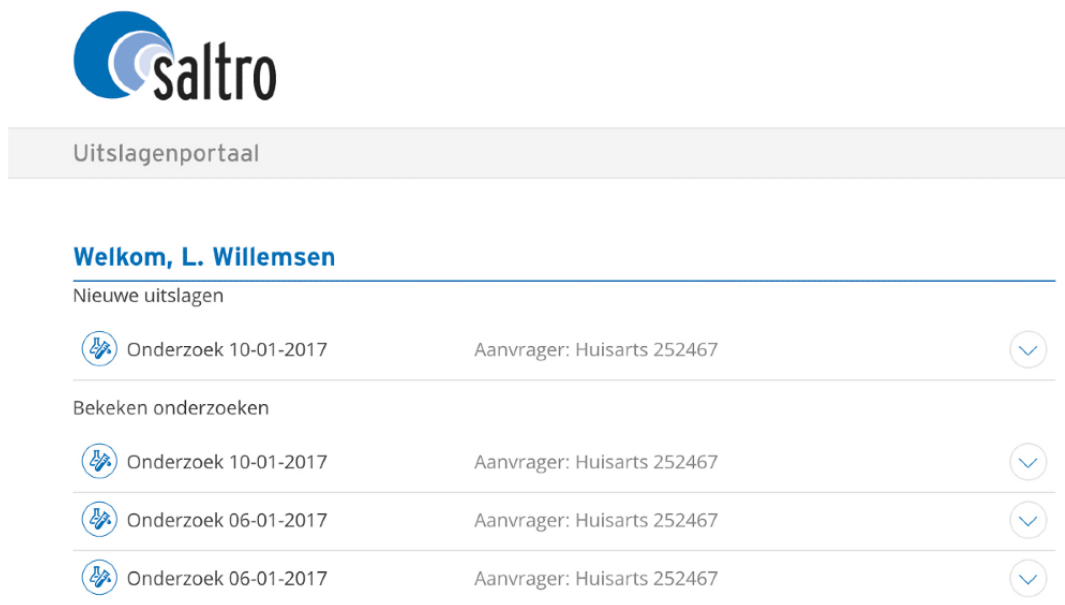 saltro
Uitslagenportaal
Welkom, L. Willemsen
Nieuwe uitslagen
Onderzoek 10-01-2017 Aanvrager: Huisarts 252467
Bekeken onderzoeken
Onderzoek 10-01-2017 Aanvrager: Huisarts 252467
Onderzoek 06-01-2017 Aanvrager: Huisarts 252467
Onderzoek 06-01-2017 Aanvrager: Huisarts 252467